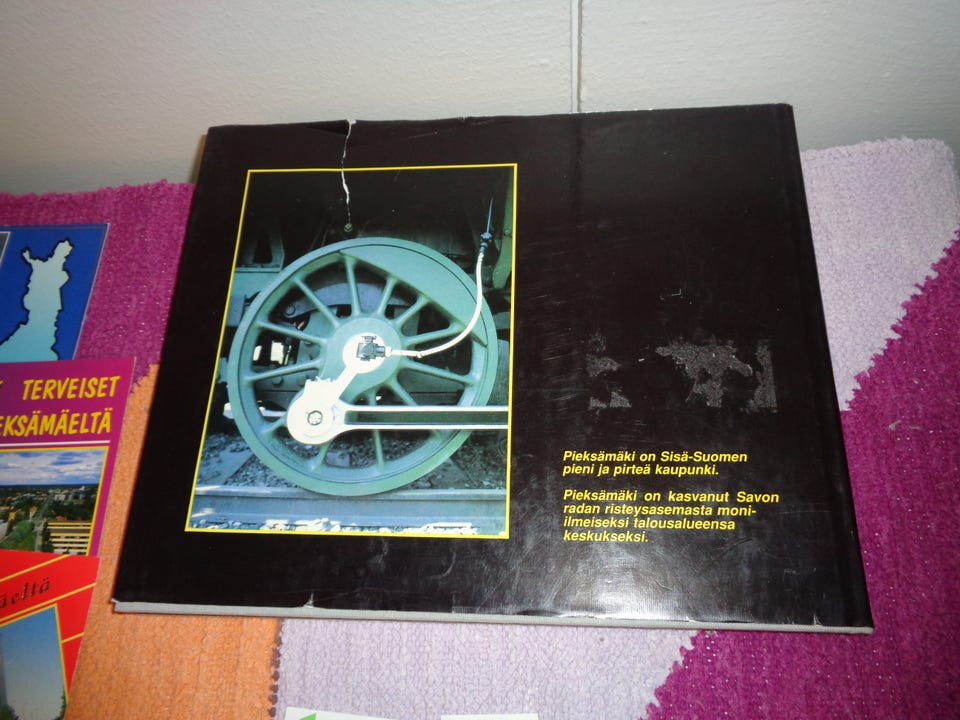 TERVEISET
EKSÄMÄELTÄ
äeltä
Pieksämäki on Sisä-Suomen
pieni ja pirteä kaupunki.
Pieksämäki on kasvanut Savon
radan risteysasemasta moni-
ilmeiseksi talousalueensa
keskukseksi.